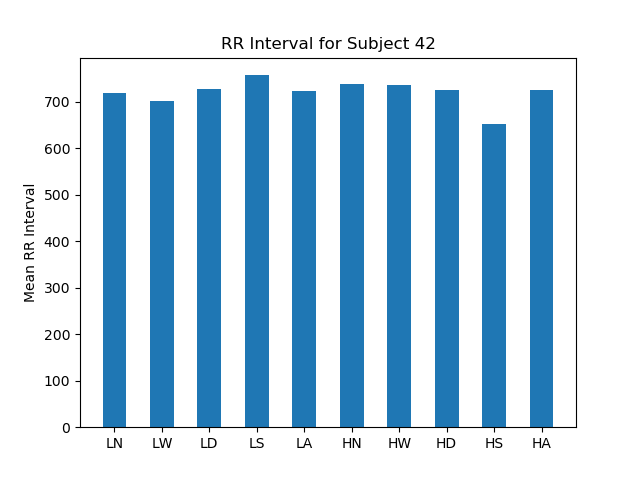 RR Interval for Subject 42
Mean RR Interval
700
600
500
400
300
200
100
0
LN LW LD LS LA HN HW HD HS HA